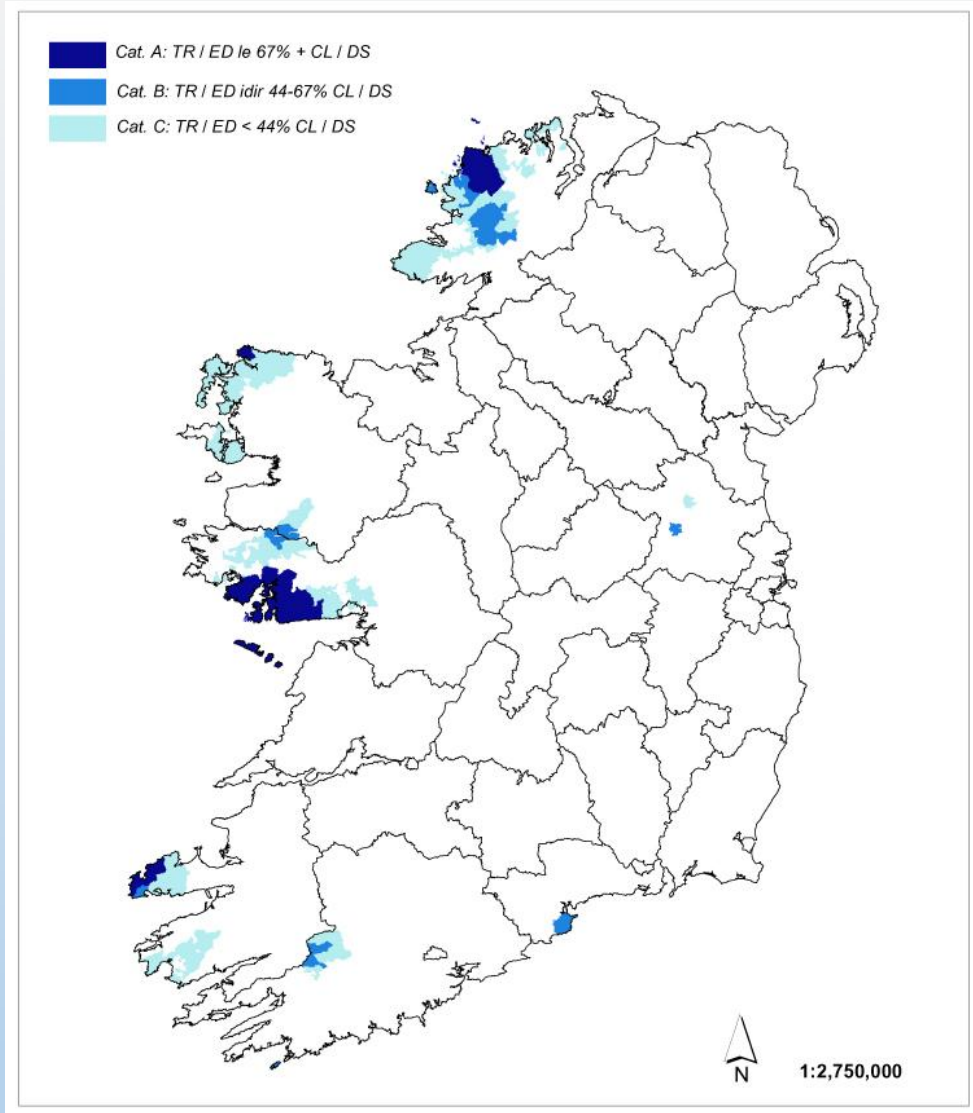 Cat. A: TR / ED le 67% + CL / DS
Cat. B: TR / ED idir 44-67% CL / DS
Cat. C: TR / ED < 44% CL / DS
N
1:2,750,000